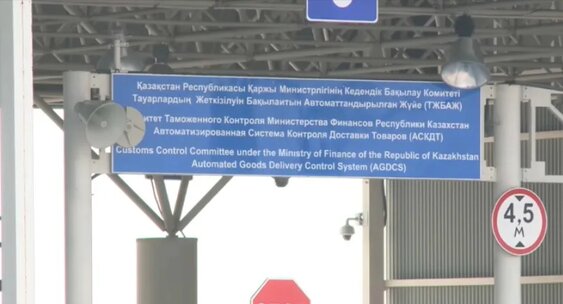 Қазақстан Республикасы Қаржы Министрлігінің Кедендік Бақылау Комитеті
Тауарлардың Жеткізілуін Бақылайтын Автоматтандырылған Жүйе (ТЖБАЖ)
итет Таможенного Контроля Министерства Финансов Республики Казахстан
Автоматизированная Система Контроля Доставки Товаров (АСКДТ)
Customs Control Committee under the Ministry of Finance of the Republic of Kazakhstan
Automated Goods Delivery Control System (AGDCS)
4,5
М